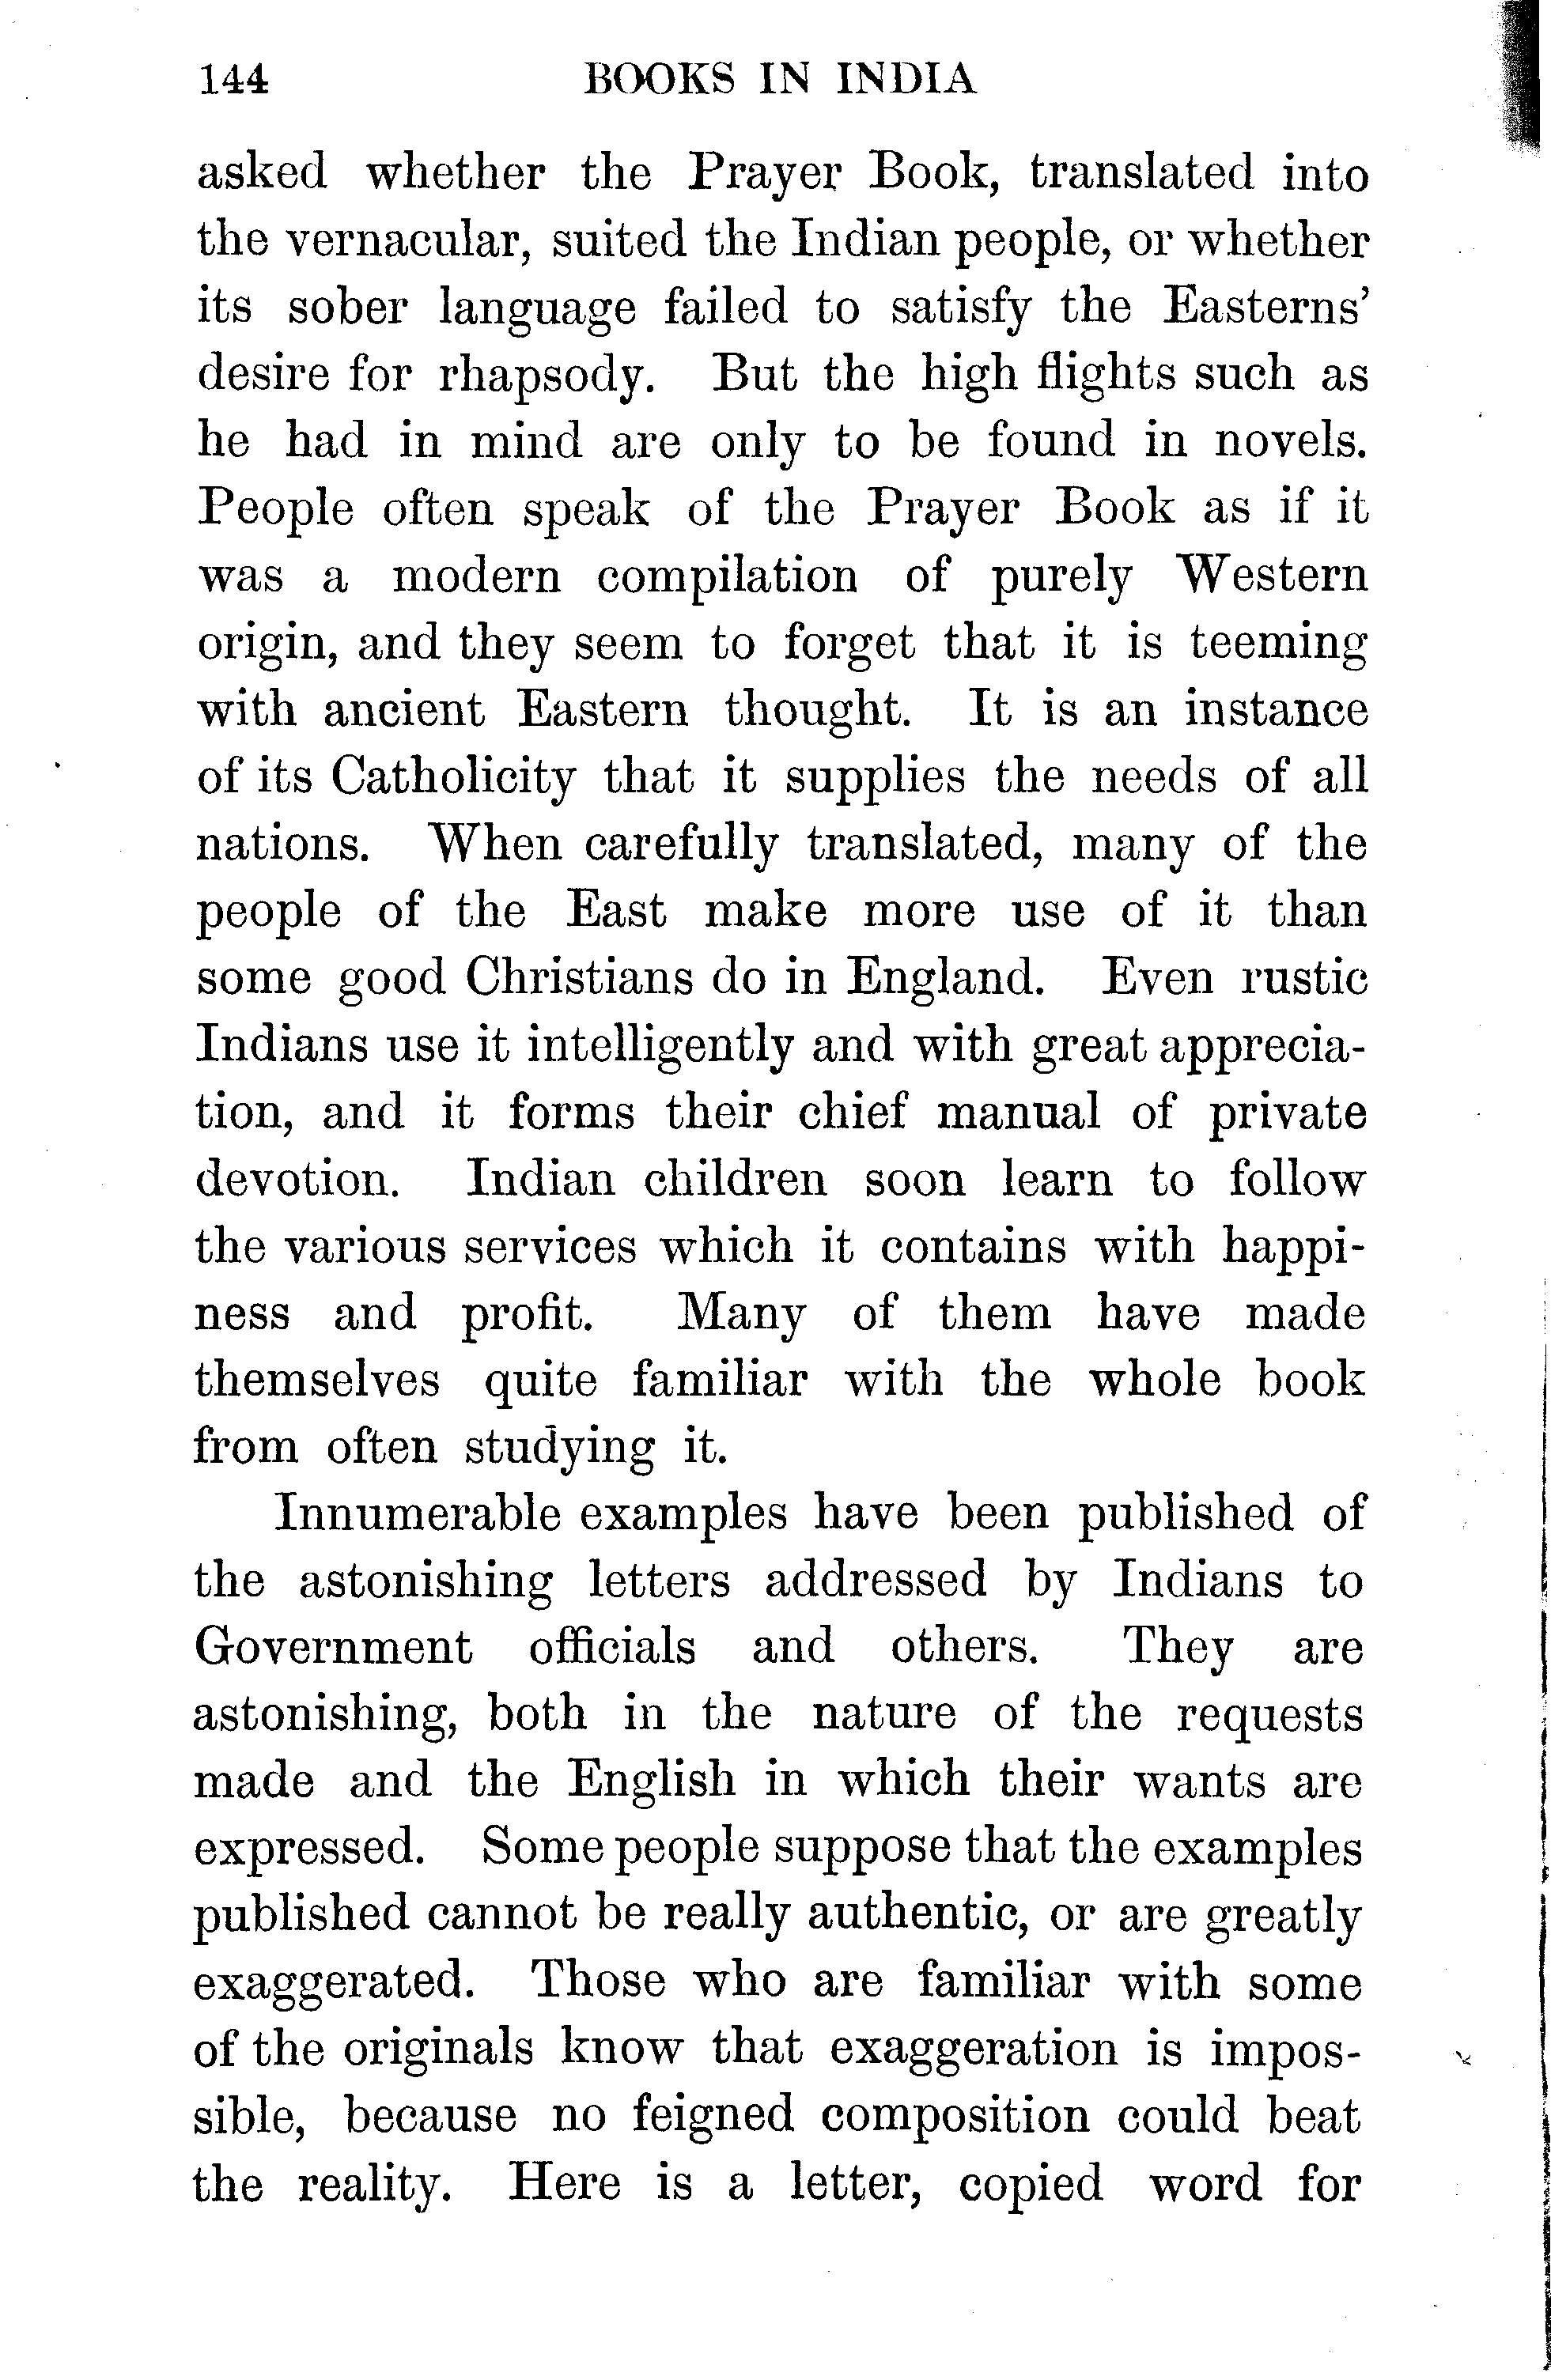 144 BOOKS IN INDIA
asked whether the Prayer Book, translated into
the vernacular, suited the Indian people, or whether
its sober language failed to satisfy the Easterns'
desire for rhapsody. But the high flights such as
he had in mind are only to be found in novels.
People often speak of the Prayer Book as if it
was a modern compilation of purely Western
origin, and they seem to forget that it is teeming
with ancient Eastern thought. It is an instance
of its Catholicity that it supplies the needs of all
nations. When carefully translated, many of the
people of the East make more use of it than
some good Christians do in England. Even rustic
Indians use it intelligently and with great apprecia-
tion, and it forms their chief manual of private
devotion. Indian children soon learn to follow
the various services which it contains with happi-
ness and profit. Many of them have made
themselves quite familiar with the whole book
from often studying it.
Innumerable examples have been published of
the astonishing letters addressed by Indians to
Government officials and others. They are
astonishing, both in the nature of the requests
made and the English in which their wants are
expressed. Some people suppose that the examples
published cannot be really authentic, or are greatly
exaggerated. Those who are familiar with some
of the originals know that exaggeration is impos-
sible, because no feigned composition could beat
the reality. Here is a letter, copied word for